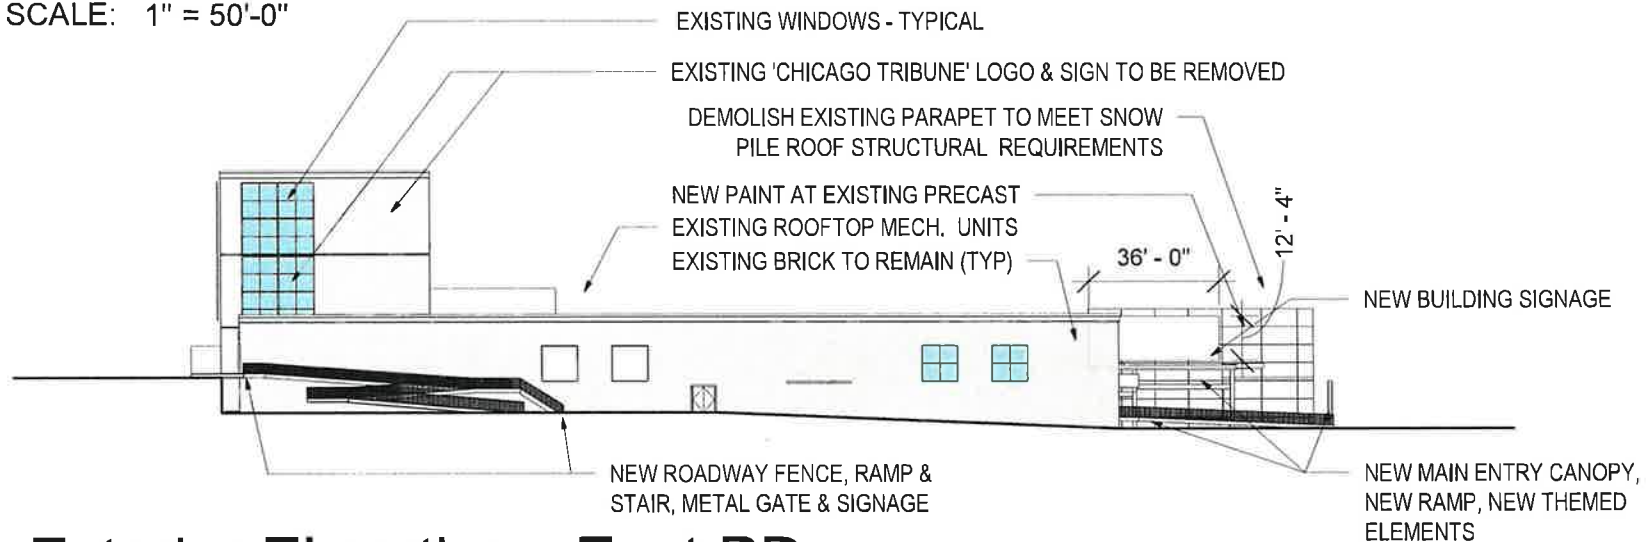 SCALE: 1" = 50'-0"
EXISTING WINDOWS - TYPICAL
EXISTING 'CHICAGO TRIBUNE' LOGO & SIGN TO BE REMOVED
DEMOLISH EXISTING PARAPET TO MEET SNOW
PILE ROOF STRUCTURAL REQUIREMENTS
NEW PAINT AT EXISTING PRECAST
EXISTING ROOFTOP MECH. UNITS
EXISTING BRICK TO REMAIN (TYP)
36' - 0"
12' - 4"
NEW BUILDING SIGNAGE
NEW ROADWAY FENCE, RAMP &
STAIR, METAL GATE & SIGNAGE
NEW MAIN ENTRY CANOPY,
NEW RAMP, NEW THEMED
ELEMENTS